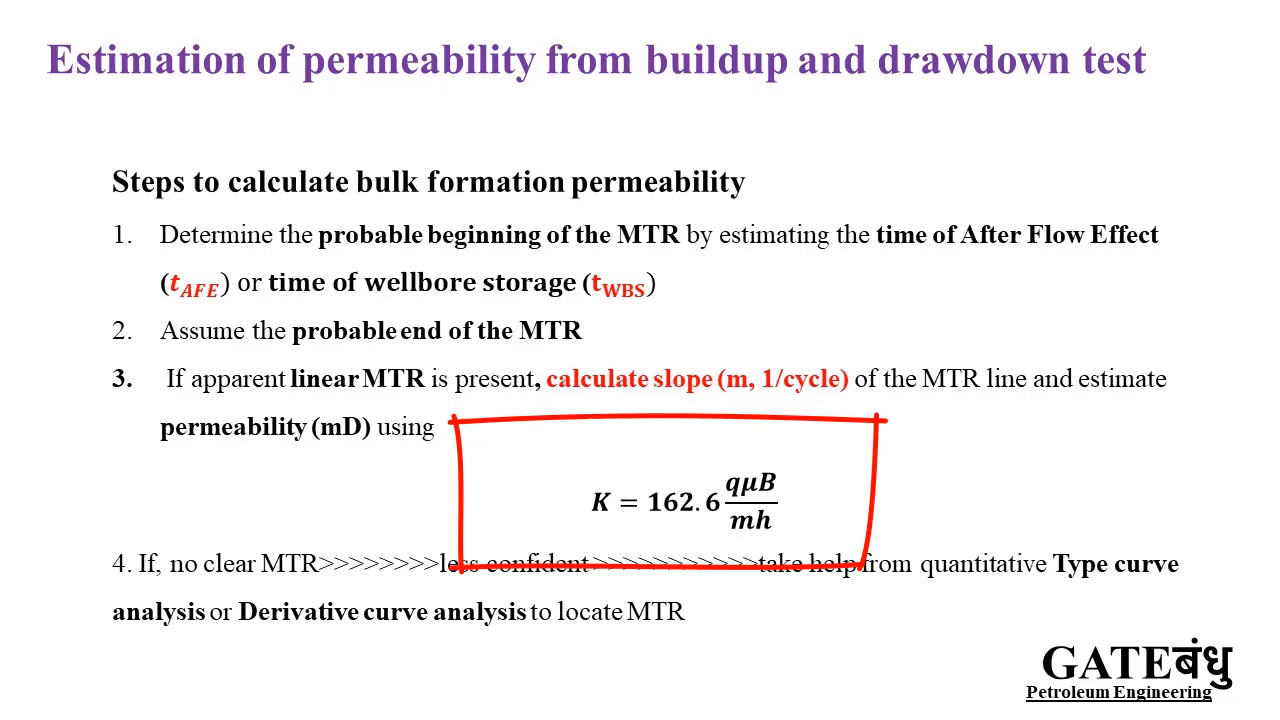 Estimation of permeability from buildup and drawdown test
Steps to calculate bulk formation permeability
1. Determine the probable beginning of the MTR by estimating the time of After Flow Effect
(t_AFE) or time of wellbore storage (t_WBS)
2. Assume the probable end of the MTR
3. If apparent linear MTR is present, calculate slope (m, 1/cycle) of the MTR line and estimate
permeability (mD) using
K = 162.6 qμB/mh
4. If, no clear MTR>>>>>>>>less confident>>>>>>>>>>>take help from quantitative Type curve
analysis or Derivative curve analysis to locate MTR
GATEबंधु
Petroleum Engineering